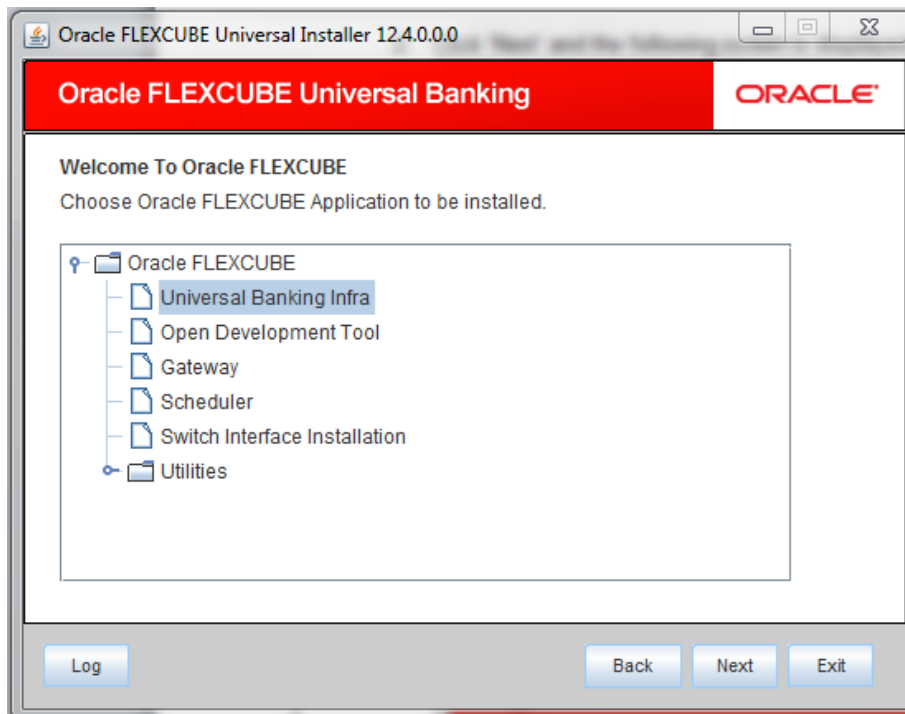 Oracle FLEXCUBE Universal Installer 12.4.0.0.0
Oracle FLEXCUBE Universal Banking
ORACLE
Welcome To Oracle FLEXCUBE
Choose Oracle FLEXCUBE Application to be installed.
Oracle FLEXCUBE
Universal Banking Infra
Open Development Tool
Gateway
Scheduler
Switch Interface Installation
Utilities
Log Back Next Exit